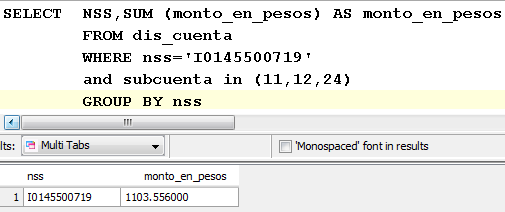 SELECT NSS,SUM (monto_en_pesos) AS monto_en_pesos
FROM dis_cuenta
WHERE nss='I0145500719'
and subcuenta in (11,12,24)
GROUP BY nss
lts: Multi Tabs 'Monospaced' font in results
nss monto_en_pesos
1 I0145500719 1103.556000